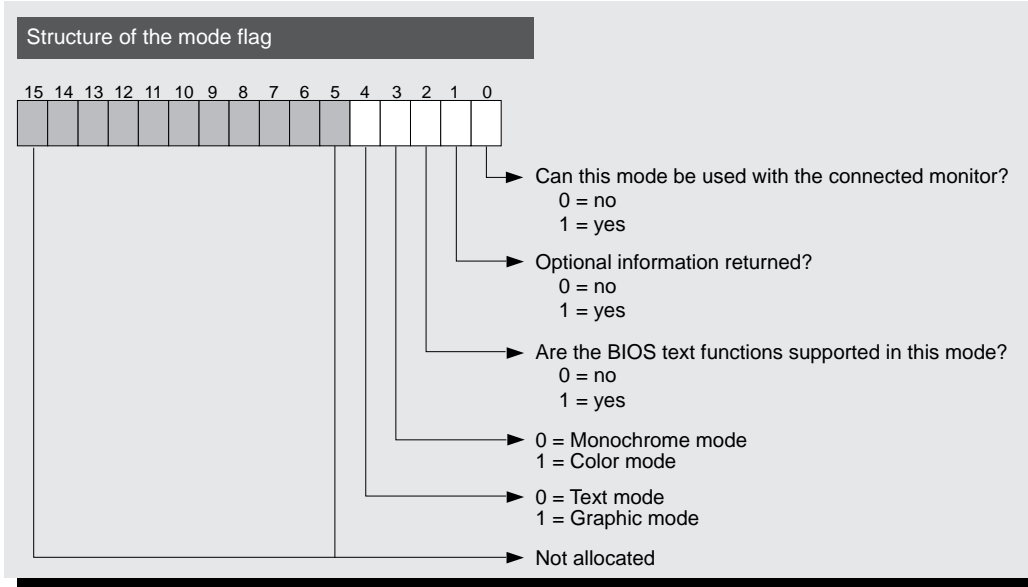 Structure of the mode flag
15 14 13 12 11 10 9 8 7 6 5 4 3 2 1 0
Can this mode be used with the connected monitor?
0 = no
1 = yes
Optional information returned?
0 = no
1 = yes
Are the BIOS text functions supported in this mode?
0 = no
1 = yes
0 = Monochrome mode
1 = Color mode
0 = Text mode
1 = Graphic mode
Not allocated